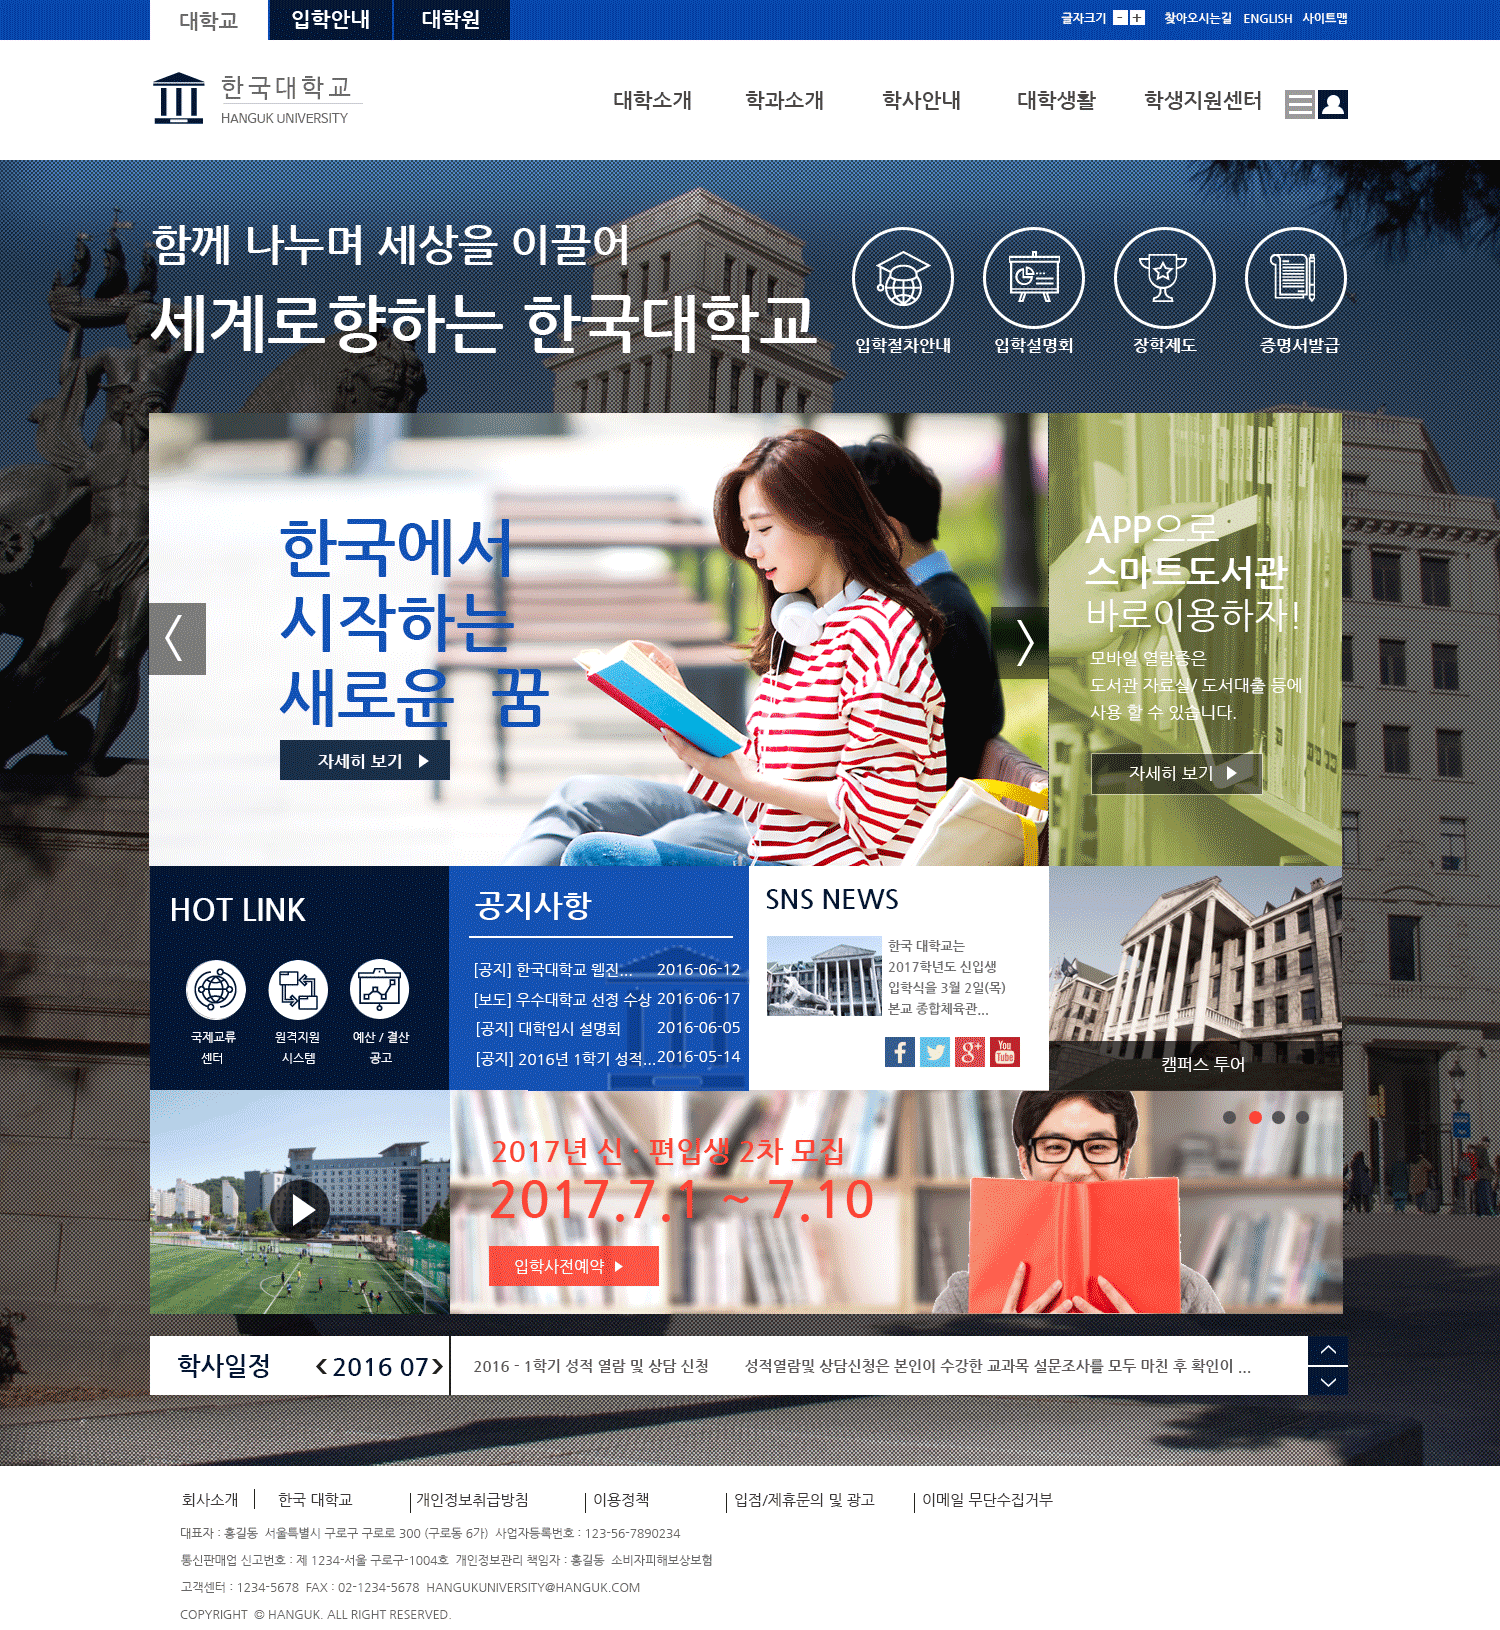 대학교 입학안내 대학원 글자크기 - + 찾아오시는길 ENGLISH 사이트맵
한국대학교
HANGUK UNIVERSITY
대학소개 학과소개 학사안내 대학생활 학생지원센터
함께 나누며 세상을 이끌어
세계로향하는 한국대학교
입학절차안내 입학설명회 장학제도 증명서발급
한국에서
시작하는
새로운 꿈
자세히 보기
APP으로
스마트도서관
바로이용하자!
모바일 열람증은
도서관 자료실/ 도서대출 등에
사용 할 수 있습니다.
자세히 보기
HOT LINK
국제교류
센터
원격지원
시스템
예산 / 결산
공고
공지사항
[공지] 한국대학교 웹진... 2016-06-12
[보도] 우수대학교 선정 수상 2016-06-17
[공지] 대학입시 설명회 2016-06-05
[공지] 2016년 1학기 성적... 2016-05-14
SNS NEWS
한국 대학교는
2017학년도 신입생
입학식을 3월 2일(목)
본교 종합체육관...
f g+ You Tube
캠퍼스 투어
2017년 신 · 편입생 2차 모집
2017.7.1 ~ 7.10
입학사전예약
학사일정 2016 07 2016 - 1학기 성적 열람 및 상담 신청 성적열람및 상담신청은 본인이 수강한 교과목 설문조사를 모두 마친 후 확인이 ...
회사소개 한국 대학교 개인정보취급방침 이용정책 입점/제휴문의 및 광고 이메일 무단수집거부
대표자 : 홍길동 서울특별시 구로구 구로로 300 (구로동 6가) 사업자등록번호 : 123-56-7890234
통신판매업 신고번호 : 제 1234-서울 구로구-1004호 개인정보관리 책임자 : 홍길동 소비자피해보상보험
고객센터 : 1234-5678 FAX : 02-1234-5678 HANGUKUNIVERSITY@HANGUK.COM
COPYRIGHT © HANGUK. ALL RIGHT RESERVED.